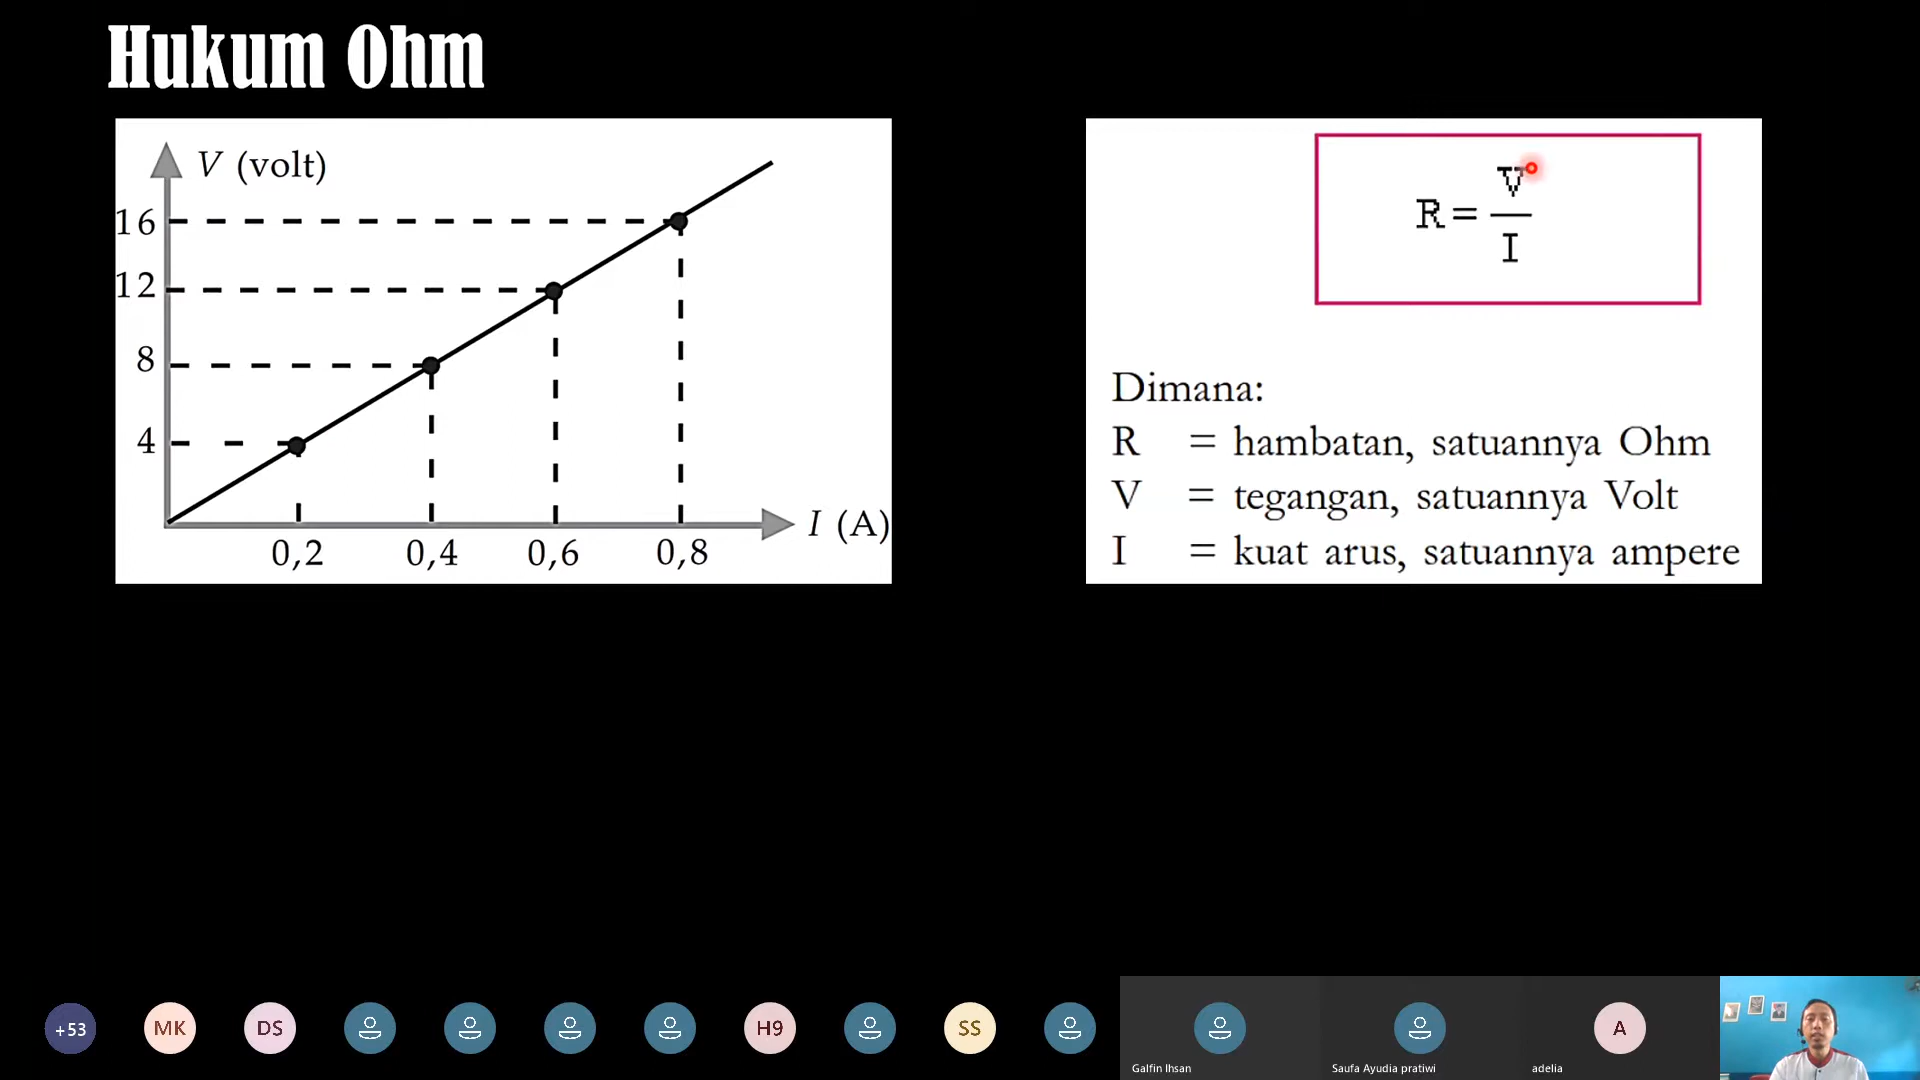 Hukum Ohm
V (volt)
16
12
8
4
0,2 0,4 0,6 0,8
I (A)
R = V
I
Dimana:
R = hambatan, satuannya Ohm
V = tegangan, satuannya Volt
I = kuat arus, satuannya ampere
+53 MK DS H9 SS A
Galfin Ihsan Saufa Ayudia pratiwi adelia